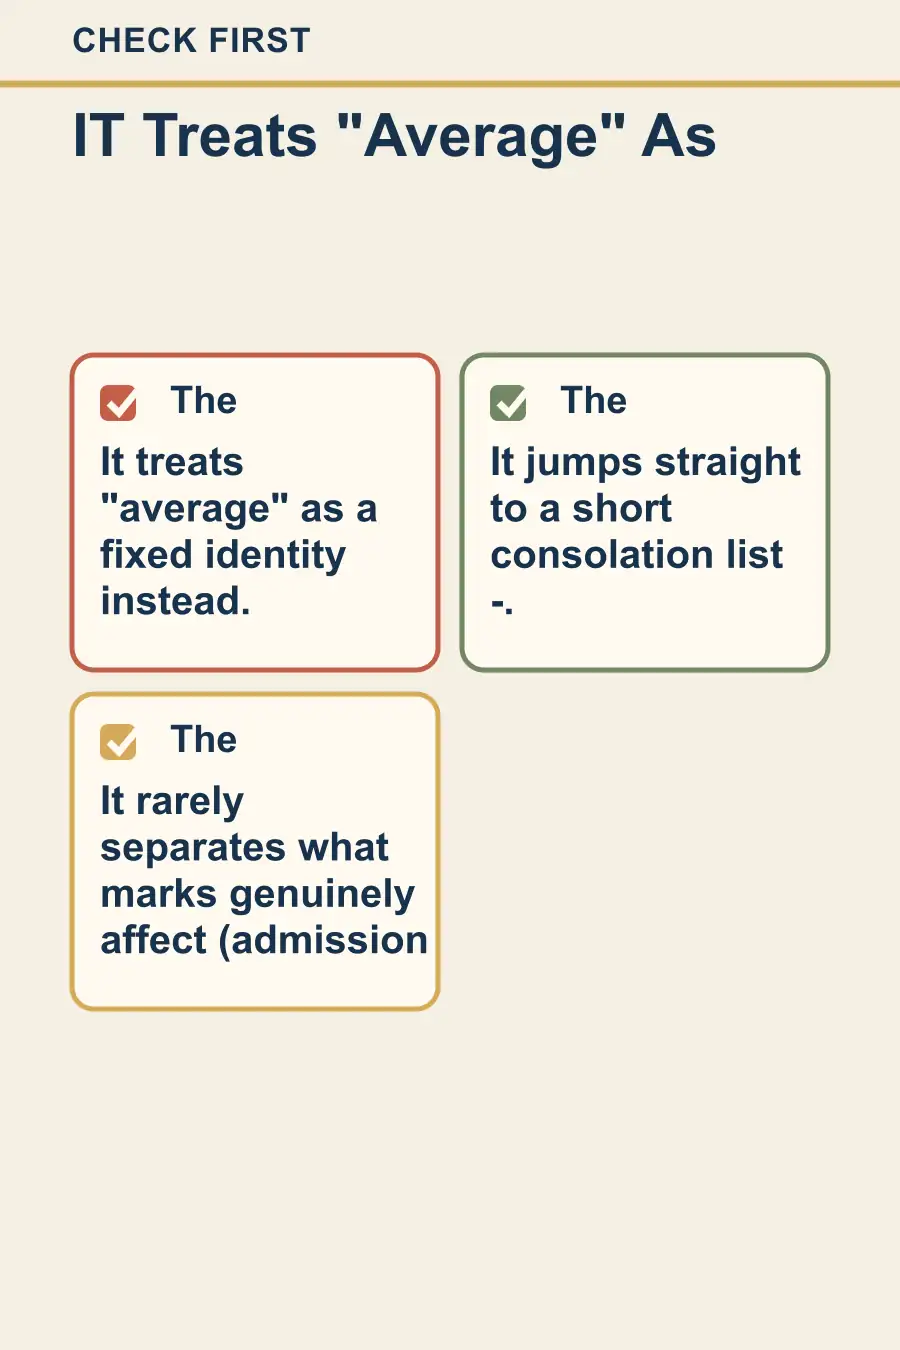 CHECK FIRST
IT Treats "Average" As
The
It treats
"average" as a
fixed identity
instead.
The
It jumps straight
to a short
consolation list
-.
The
It rarely
separates what
marks genuinely
affect (admission